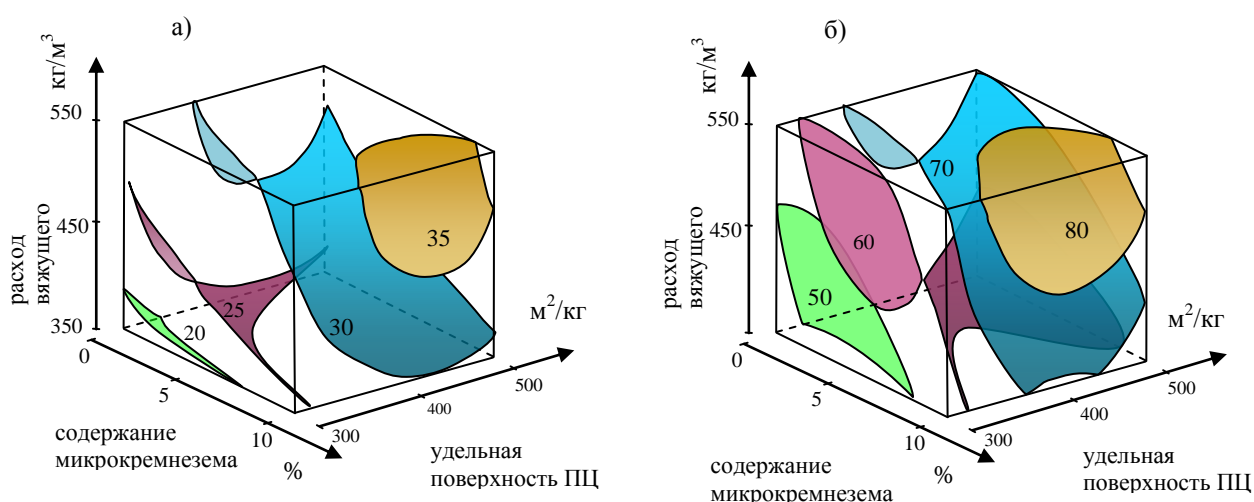 а)
кг/м³
550
450
350
расход
вяжущего
0
5
10
%
содержание
микрокремнезема
300
400
500
м²/кг
удельная
поверхность ПЦ
20
25
30
35
б)
кг/м³
550
450
расход
вяжущего
0
5
10
%
содержание
микрокремнезема
300
400
500
м²/кг
удельная
поверхность ПЦ
50
60
70
80